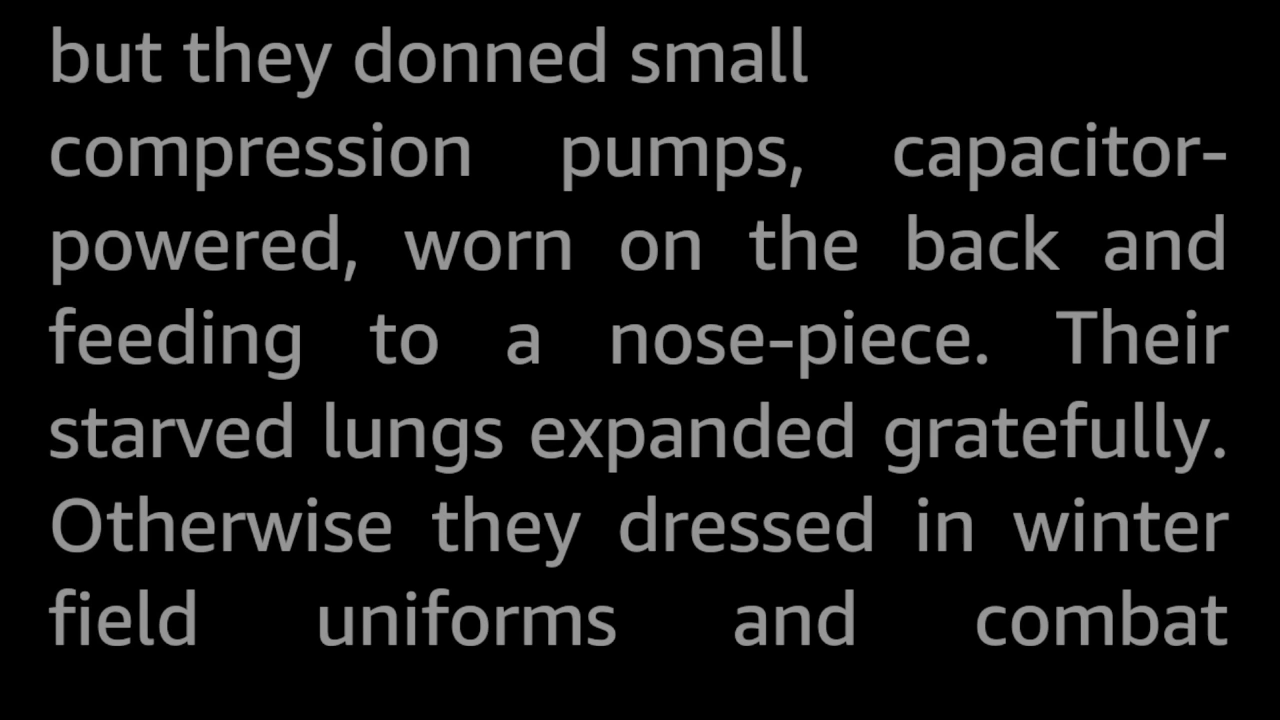 but they donned small
compression pumps, capacitor-
powered, worn on the back and
feeding to a nose-piece. Their
starved lungs expanded gratefully.
Otherwise they dressed in winter
field uniforms and combat